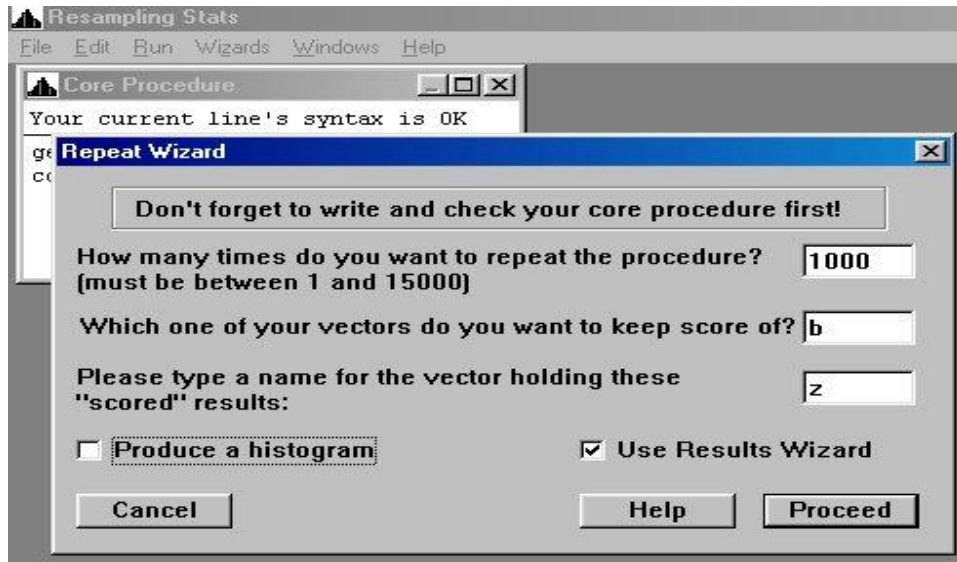 Resampling Stats
File Edit Run Wizards Windows Help
Core Procedure
Your current line's syntax is OK
Repeat Wizard
Don't forget to write and check your core procedure first!
How many times do you want to repeat the procedure?
(must be between 1 and 15000)
1000
Which one of your vectors do you want to keep score of?
b
Please type a name for the vector holding these
"scored" results:
z
Produce a histogram
Use Results Wizard
Cancel
Help
Proceed